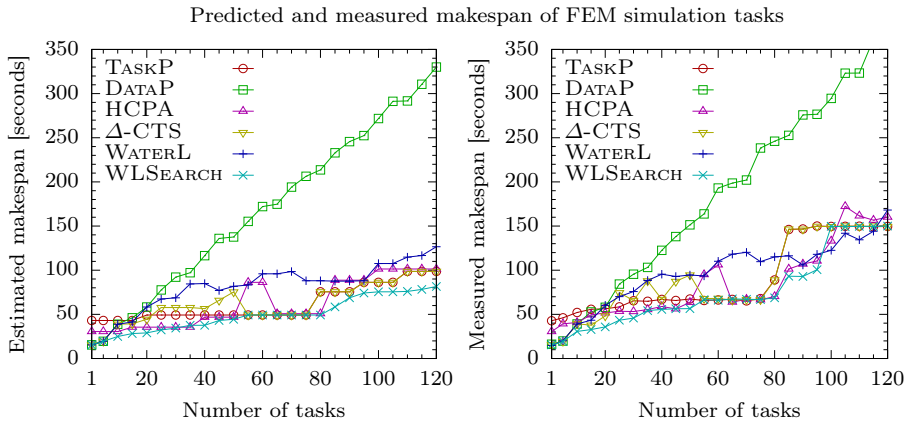 Predicted and measured makespan of FEM simulation tasks
Estimated makespan [seconds]
350
300
250
200
150
100
50
0
TASKP
DATAP
HCPA
Δ-CTS
WATERL
WLSEARCH
1 20 40 60 80 100 120
Number of tasks
Measured makespan [seconds]
350
300
250
200
150
100
50
0
TASKP
DATAP
HCPA
Δ-CTS
WATERL
WLSEARCH
1 20 40 60 80 100 120
Number of tasks